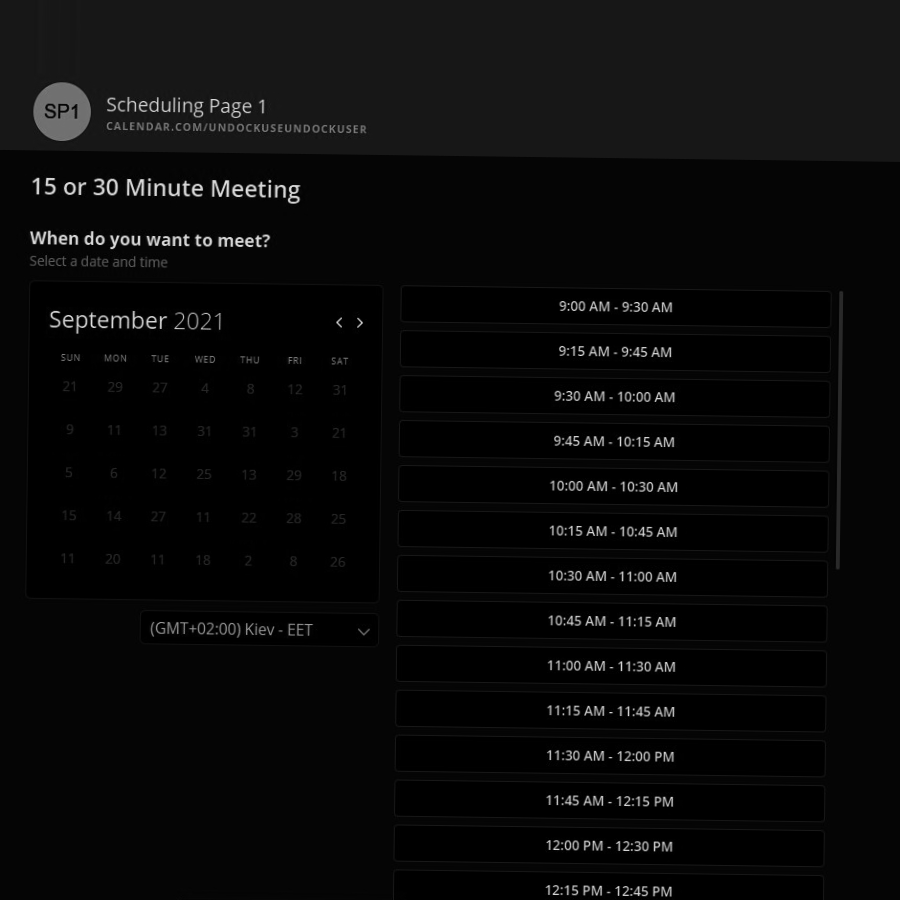 SP1
Scheduling Page 1
CALENDAR.COM/UNDOCKUSEUNDOCKUSER
15 or 30 Minute Meeting
When do you want to meet?
Select a date and time
September 2021
SUN MON TUE WED THU FRI SAT
21 29 27 4 8 12 31
9 11 13 31 31 3 21
5 6 12 25 13 29 18
15 14 27 11 22 28 25
11 20 11 18 2 8 26
(GMT+02:00) Kiev - EET
9:00 AM - 9:30 AM
9:15 AM - 9:45 AM
9:30 AM - 10:00 AM
9:45 AM - 10:15 AM
10:00 AM - 10:30 AM
10:15 AM - 10:45 AM
10:30 AM - 11:00 AM
10:45 AM - 11:15 AM
11:00 AM - 11:30 AM
11:15 AM - 11:45 AM
11:30 AM - 12:00 PM
11:45 AM - 12:15 PM
12:00 PM - 12:30 PM
12:15 PM - 12:45 PM